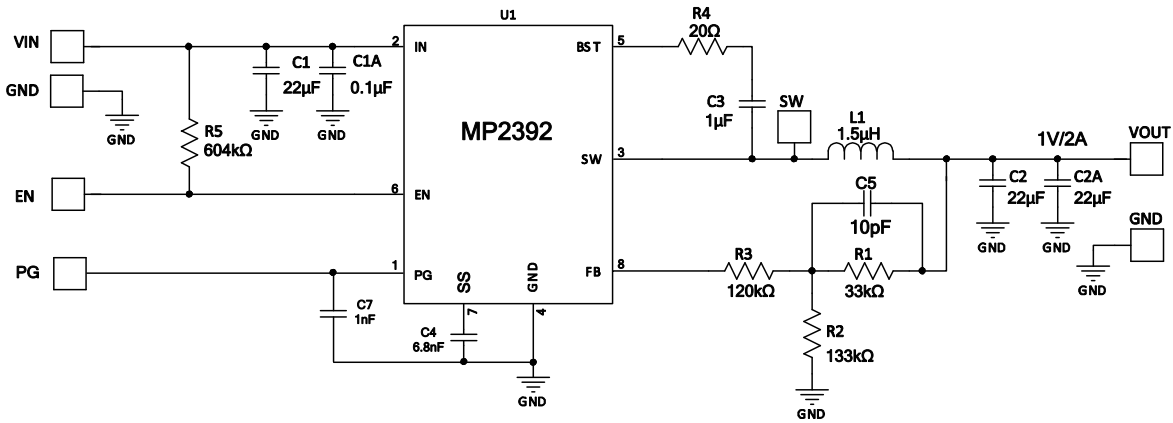 U1
VIN
GND
GND
EN
PG
R5
604kΩ
C1
22μF
GND
C1A
0.1μF
GND
2
IN
6
EN
1
PG
MP2392
SS
7
GND
4
BST
5
SW
3
FB
8
C7
1nF
C4
6.8nF
GND
R4
20Ω
C3
1μF
SW
L1
1.5μH
1V/2A
VOUT
C2
22μF
GND
C2A
22μF
GND
C5
10pF
R3
120kΩ
R1
33kΩ
R2
133kΩ
GND
GND
GND